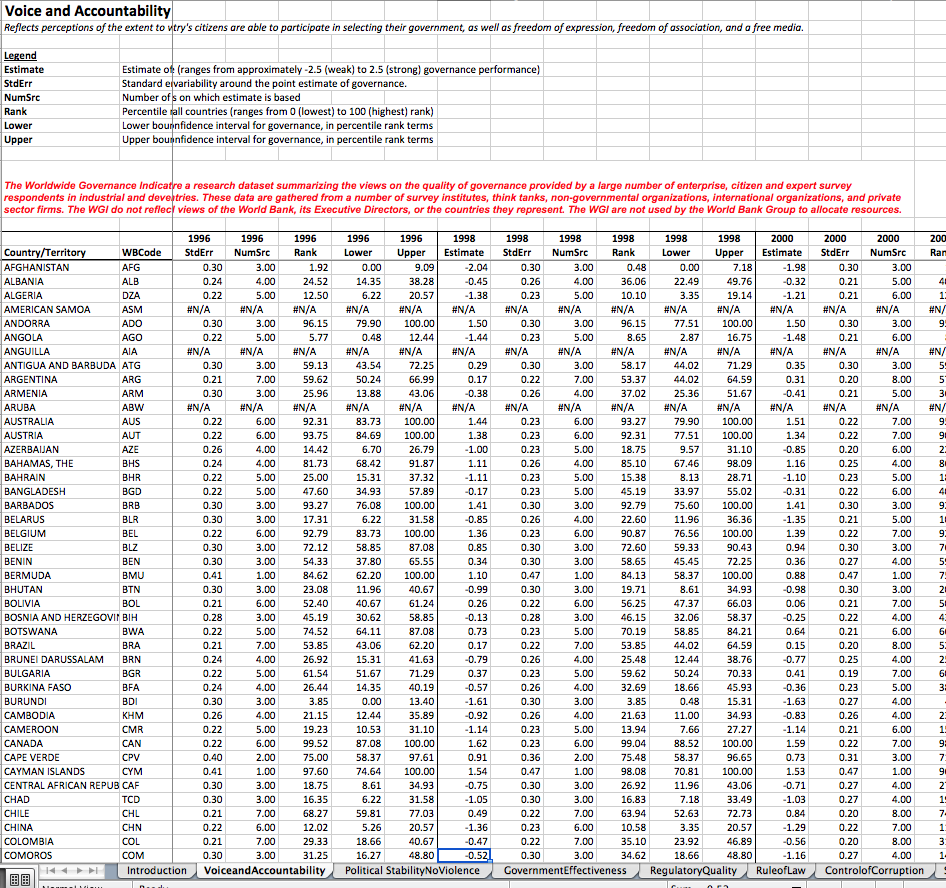 Voice and Accountability
Reflects perceptions of the extent to vtry's citizens are able to participate in selecting their government, as well as freedom of expression, freedom of association, and a free media.
Legend
Estimate Estimate of (ranges from approximately -2.5 (weak) to 2.5 (strong) governance performance)
StdErr Standard e variability around the point estimate of governance.
NumSrc Number of s on which estimate is based
Rank Percentile all countries (ranges from 0 (lowest) to 100 (highest) rank)
Lower Lower bou nfidence interval for governance, in percentile rank terms
Upper Upper bou nfidence interval for governance, in percentile rank terms
The Worldwide Governance Indicat re a research dataset summarizing the views on the quality of governance provided by a large number of enterprise, citizen and expert survey
respondents in industrial and deve ntries. These data are gathered from a number of survey institutes, think tanks, non-governmental organizations, international organizations, and private
sector firms. The WGI do not reflec views of the World Bank, its Executive Directors, or the countries they represent. The WGI are not used by the World Bank Group to allocate resources.
1996 1996 1996 1996 1996 1998 1998 1998 1998 1998 1998 2000 2000 2000 200
Country/Territory WBCode StdErr NumSrc Rank Lower Upper Estimate StdErr NumSrc Rank Lower Upper Estimate StdErr NumSrc Ran
AFGHANISTAN AFG 0.30 3.00 1.92 0.00 9.09 -2.04 0.30 3.00 0.48 0.00 7.18 -1.98 0.30 3.00
ALBANIA ALB 0.24 4.00 24.52 14.35 38.28 -0.45 0.26 4.00 36.06 22.49 49.76 -0.32 0.21 5.00 4
ALGERIA DZA 0.22 5.00 12.50 6.22 20.57 -1.38 0.23 5.00 10.10 3.35 19.14 -1.21 0.21 6.00 1
AMERICAN SAMOA ASM #N/A #N/A #N/A #N/A #N/A #N/A #N/A #N/A #N/A #N/A #N/A #N/A #N/A #N/A #N/
ANDORRA ADO 0.30 3.00 96.15 79.90 100.00 1.50 0.30 3.00 96.15 77.51 100.00 1.50 0.30 3.00 9
ANGOLA AGO 0.22 5.00 5.77 0.48 12.44 -1.44 0.23 5.00 8.65 2.87 16.75 -1.48 0.21 6.00
ANGUILLA AIA #N/A #N/A #N/A #N/A #N/A #N/A #N/A #N/A #N/A #N/A #N/A #N/A #N/A #N/A #N/
ANTIGUA AND BARBUDA ATG 0.30 3.00 59.13 43.54 72.25 0.29 0.30 3.00 58.17 44.02 71.29 0.35 0.30 3.00 5
ARGENTINA ARG 0.21 7.00 59.62 50.24 66.99 0.17 0.22 7.00 53.37 44.02 64.59 0.31 0.20 8.00 5
ARMENIA ARM 0.30 3.00 25.96 13.88 43.06 -0.38 0.26 4.00 37.02 25.36 51.67 -0.41 0.21 5.00 3
ARUBA ABW #N/A #N/A #N/A #N/A #N/A #N/A #N/A #N/A #N/A #N/A #N/A #N/A #N/A #N/A #N/
AUSTRALIA AUS 0.22 6.00 92.31 83.73 100.00 1.44 0.23 6.00 93.27 79.90 100.00 1.51 0.22 7.00 9
AUSTRIA AUT 0.22 6.00 93.75 84.69 100.00 1.38 0.23 6.00 92.31 77.51 100.00 1.34 0.22 7.00 9
AZERBAIJAN AZE 0.26 4.00 14.42 6.70 26.79 -1.00 0.23 5.00 18.75 9.57 31.10 -0.85 0.20 6.00 2
BAHAMAS, THE BHS 0.24 4.00 81.73 68.42 91.87 1.11 0.26 4.00 85.10 67.46 98.09 1.16 0.25 4.00 8
BAHRAIN BHR 0.22 5.00 25.00 15.31 37.32 -1.11 0.23 5.00 15.38 8.13 28.71 -1.10 0.23 5.00 1
BANGLADESH BGD 0.22 5.00 47.60 34.93 57.89 -0.17 0.23 5.00 45.19 33.97 55.02 -0.31 0.22 6.00 4
BARBADOS BRB 0.30 3.00 93.27 76.08 100.00 1.41 0.30 3.00 92.79 75.60 100.00 1.41 0.30 3.00 9
BELARUS BLR 0.30 3.00 17.31 6.22 31.58 -0.85 0.26 4.00 22.60 11.96 36.36 -1.35 0.21 5.00 1
BELGIUM BEL 0.22 6.00 92.79 83.73 100.00 1.36 0.23 6.00 90.87 76.56 100.00 1.39 0.22 7.00 9
BELIZE BLZ 0.30 3.00 72.12 58.85 87.08 0.85 0.30 3.00 72.60 59.33 90.43 0.94 0.30 3.00 7
BENIN BEN 0.30 3.00 54.33 37.80 65.55 0.34 0.30 3.00 58.65 45.45 72.25 0.36 0.27 4.00 5
BERMUDA BMU 0.41 1.00 84.62 62.20 100.00 1.10 0.47 1.00 84.13 58.37 100.00 0.88 0.47 1.00 7
BHUTAN BTN 0.30 3.00 23.08 11.96 40.67 -0.99 0.30 3.00 19.71 8.61 34.93 -0.98 0.30 3.00 2
BOLIVIA BOL 0.21 6.00 52.40 40.67 61.24 0.26 0.22 6.00 56.25 47.37 66.03 0.06 0.21 7.00 5
BOSNIA AND HERZEGOVI BIH 0.28 3.00 45.19 30.62 58.85 -0.13 0.28 3.00 46.15 32.06 58.37 -0.25 0.22 4.00 4
BOTSWANA BWA 0.22 5.00 74.52 64.11 87.08 0.73 0.23 5.00 70.19 58.85 84.21 0.64 0.21 6.00 6
BRAZIL BRA 0.21 7.00 53.85 43.06 62.20 0.17 0.22 7.00 53.85 44.02 64.59 0.15 0.20 8.00 5
BRUNEI DARUSSALAM BRN 0.24 4.00 26.92 15.31 41.63 -0.79 0.26 4.00 25.48 12.44 38.76 -0.77 0.25 4.00 2
BULGARIA BGR 0.22 5.00 61.54 51.67 71.29 0.37 0.23 5.00 59.62 50.24 70.33 0.41 0.19 7.00 6
BURKINA FASO BFA 0.24 4.00 26.44 14.35 40.19 -0.57 0.26 4.00 32.69 18.66 45.93 -0.36 0.23 5.00 3
BURUNDI BDI 0.30 3.00 3.85 0.00 13.40 -1.61 0.30 3.00 3.85 0.48 15.31 -1.63 0.27 4.00
CAMBODIA KHM 0.26 4.00 21.15 12.44 35.89 -0.92 0.26 4.00 21.63 11.00 34.93 -0.83 0.26 4.00 2
CAMEROON CMR 0.22 5.00 19.23 10.53 31.10 -1.14 0.23 5.00 13.94 7.66 27.27 -1.14 0.21 6.00 1
CANADA CAN 0.22 6.00 99.52 87.08 100.00 1.62 0.23 6.00 99.04 88.52 100.00 1.59 0.22 7.00 9
CAPE VERDE CPV 0.40 2.00 75.00 58.37 97.61 0.91 0.36 2.00 75.48 58.37 96.65 0.73 0.31 3.00 7
CAYMAN ISLANDS CYM 0.41 1.00 97.60 74.64 100.00 1.54 0.47 1.00 98.08 70.81 100.00 1.53 0.47 1.00 9
CENTRAL AFRICAN REPUB CAF 0.30 3.00 18.75 8.61 34.93 -0.75 0.30 3.00 26.92 11.96 43.06 -0.71 0.27 4.00 2
CHAD TCD 0.30 3.00 16.35 6.22 31.58 -1.05 0.30 3.00 16.83 7.18 33.49 -1.03 0.27 4.00 1
CHILE CHL 0.21 7.00 68.27 59.81 77.03 0.49 0.22 7.00 63.94 52.63 72.73 0.84 0.20 8.00 7
CHINA CHN 0.22 6.00 12.02 5.26 20.57 -1.36 0.23 6.00 10.58 3.35 20.57 -1.29 0.22 7.00 1
COLOMBIA COL 0.21 7.00 29.33 18.66 40.67 -0.47 0.22 7.00 35.10 23.92 46.89 -0.56 0.20 8.00
COMOROS COM 0.30 3.00 31.25 16.27 48.80 -0.52 0.30 3.00 34.62 18.66 48.80 -1.16 0.27 4.00 1
Introduction VoiceandAccountability Political StabilityNoViolence GovernmentEffectiveness RegulatoryQuality RuleofLaw ControlofCorruption